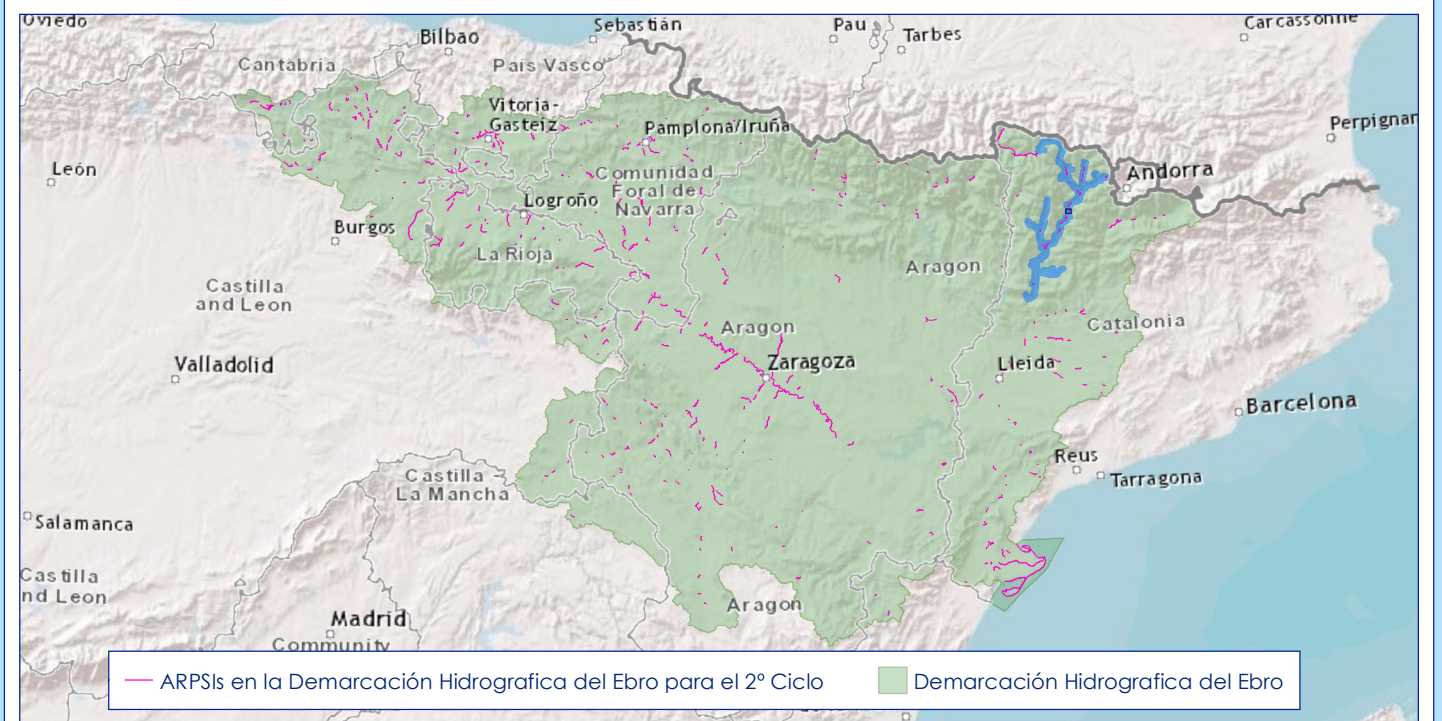 Oviedo
Bilbao
Sebastián
Pau
Tarbes
Carcassonne
Cantabria
País Vasco
Vitoria-
Gasteiz
Pamplona/Iruña
Perpignan
León
Comunidad
Foral de
Navarra
Andorra
Logroño
Burgos
La Rioja
Aragon
Castilla
and Leon
Catalonia
Aragon
Valladolid
Zaragoza
Lleida
Barcelona
Reus
Tarragona
Castilla
La Mancha
Salamanca
Castilla
nd Leon
Aragon
Madrid
Community
ARPSIs en la Demarcación Hidrografica del Ebro para el 2º Ciclo
Demarcación Hidrografica del Ebro